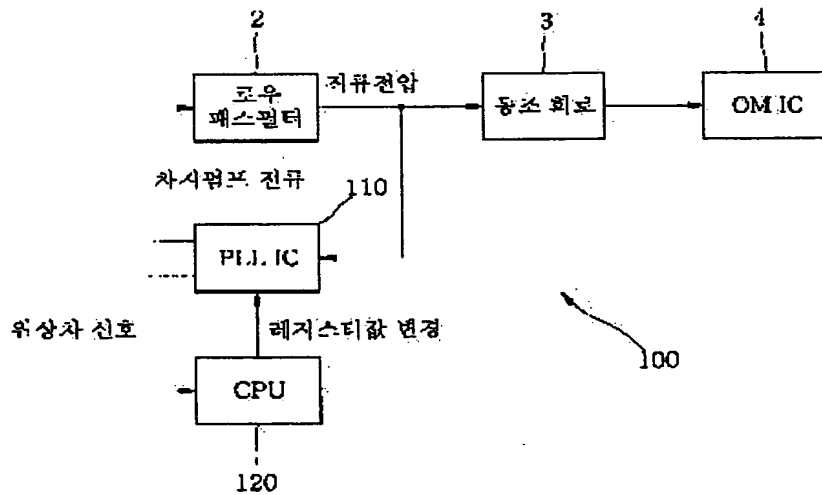 2
3
4
로우
패스필터
직류전압
동조 회로
OM IC
차지펌프 전류
110
PLL IC
위상차 신호
레지스터값 변경
100
CPU
120